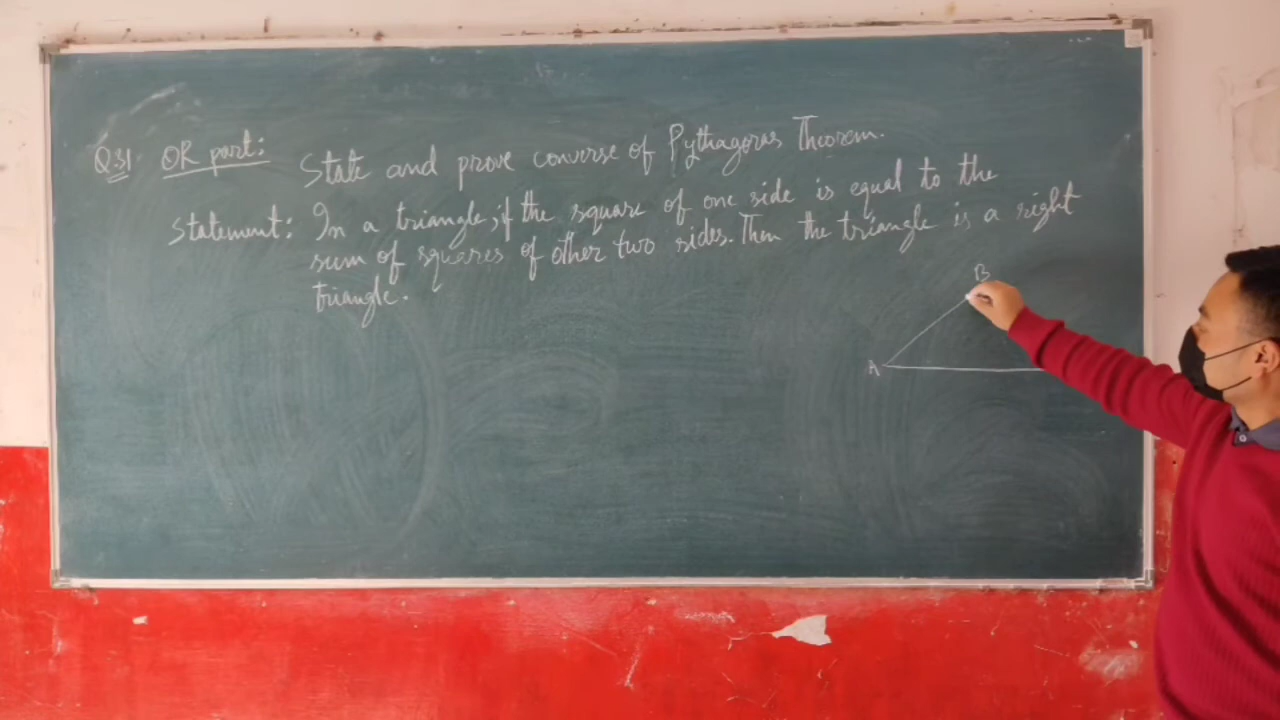 Q31 OR part: State and prove converse of Pythagoras Theorem.
Statement: In a triangle, if the square of one side is equal to the
sum of squares of other two sides. Then the triangle is a right
triangle.
B
A